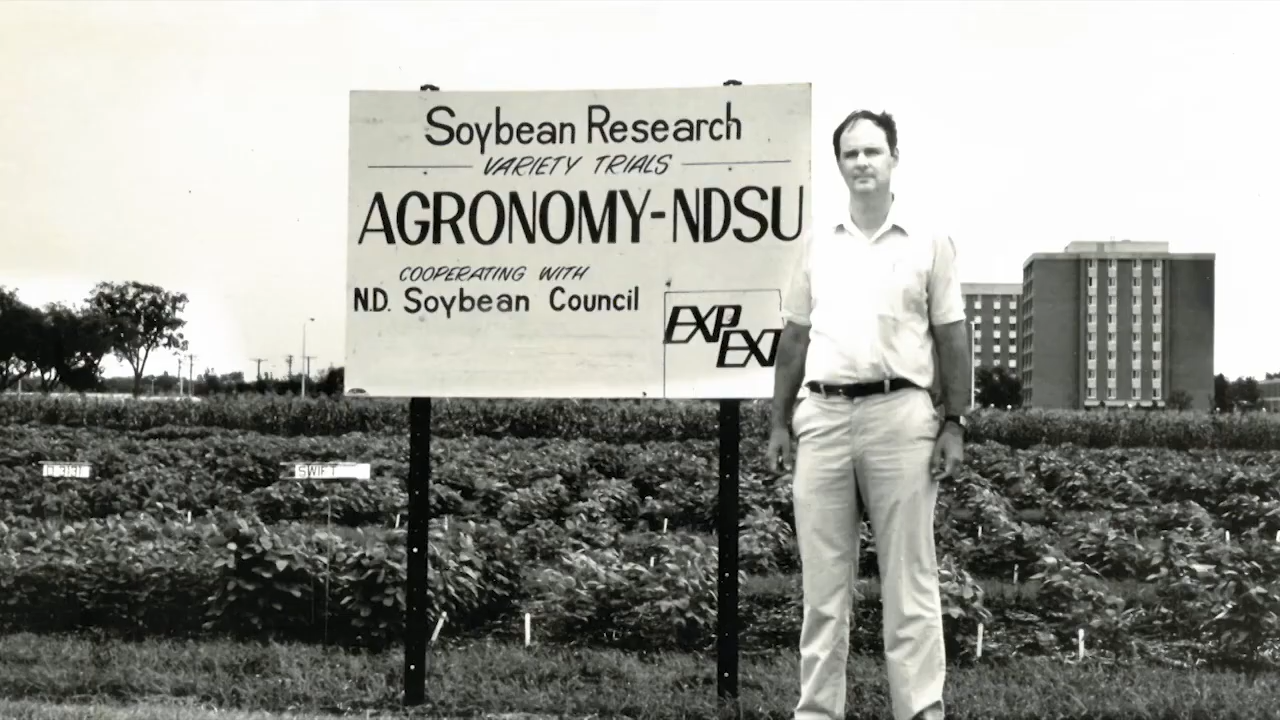 Soybean Research
VARIETY TRIALS
AGRONOMY-NDSU
COOPERATING WITH
N.D. Soybean Council
EXP
EXT
SWIFT